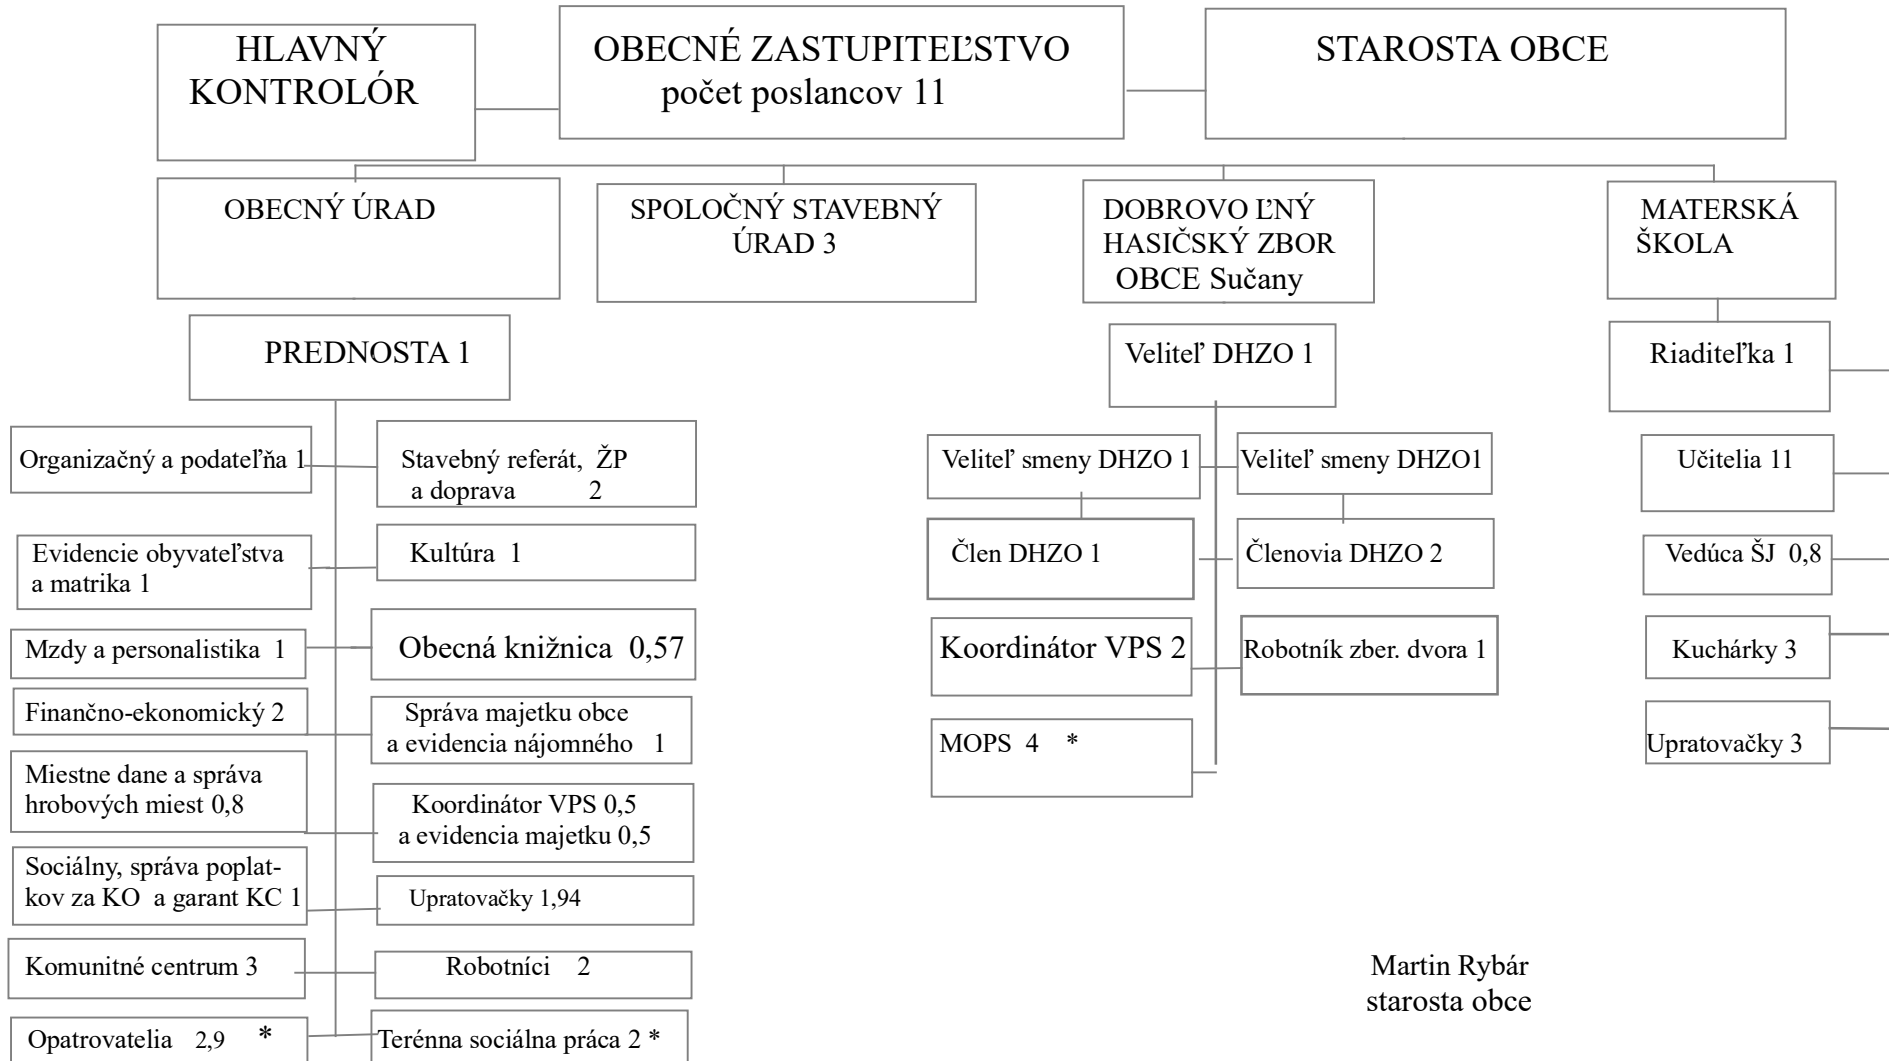 HLAVNÝ
KONTROLÓR
OBECNÉ ZASTUPITEĽSTVO
počet poslancov 11
STAROSTA OBCE
OBECNÝ ÚRAD
SPOLOČNÝ STAVEBNÝ
ÚRAD 3
DOBROVO ĽNÝ
HASIČSKÝ ZBOR
OBCE Sučany
MATERSKÁ
ŠKOLA
PREDNOSTA 1
Veliteľ DHZO 1
Riaditeľka 1
Organizačný a podateľňa 1
Stavebný referát, ŽP
a doprava 2
Veliteľ smeny DHZO 1
Veliteľ smeny DHZO1
Učitelia 11
Evidencie obyvateľstva
a matrika 1
Kultúra 1
Člen DHZO 1
Členovia DHZO 2
Vedúca ŠJ 0,8
Mzdy a personalistika 1
Obecná knižnica 0,57
Koordinátor VPS 2
Robotník zber. dvora 1
Kuchárky 3
Finančno-ekonomický 2
Správa majetku obce
a evidencia nájomného 1
MOPS 4 *
Upratovačky 3
Miestne dane a správa
hrobových miest 0,8
Koordinátor VPS 0,5
a evidencia majetku 0,5
Sociálny, správa poplat-
kov za KO a garant KC 1
Upratovačky 1,94
Komunitné centrum 3
Robotníci 2
Martin Rybár
starosta obce
Opatrovatelia 2,9 *
Terénna sociálna práca 2 *